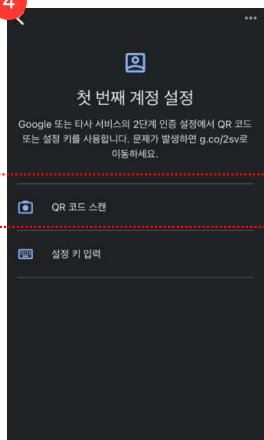 4
첫 번째 계정 설정
Google 또는 타사 서비스의 2단계 인증 설정에서 QR 코드
또는 설정 키를 사용합니다. 문제가 발생하면 g.co/2sv로
이동하세요.
QR 코드 스캔
설정 키 입력